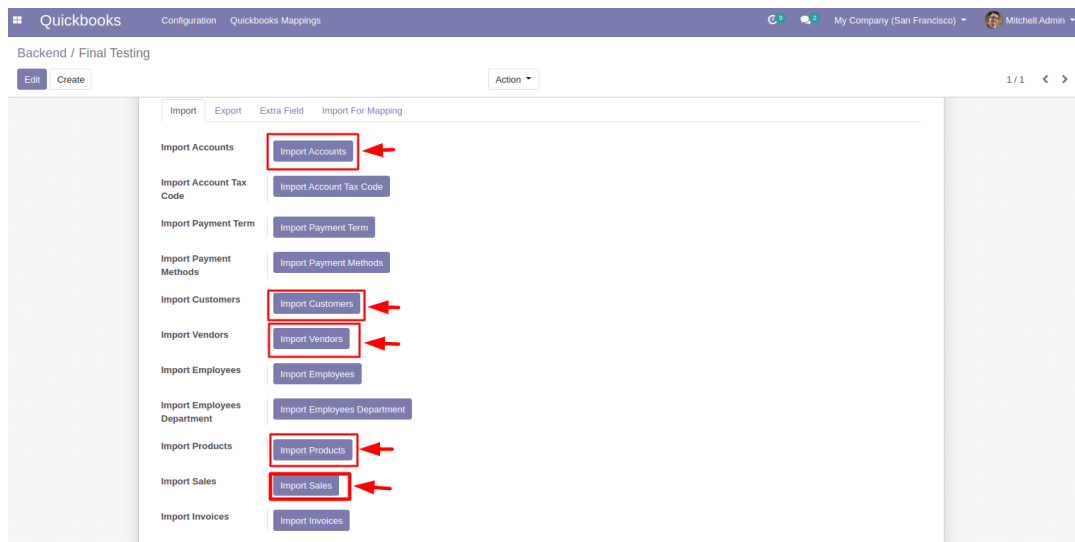 Quickbooks Configuration Quickbooks Mappings 9 2 My Company (San Francisco) Mitchell Admin
Backend / Final Testing
Edit Create Action 1 / 1
Import Export Extra Field Import For Mapping
Import Accounts Import Accounts
Import Account Tax Import Account Tax Code
Code
Import Payment Term Import Payment Term
Import Payment Import Payment Methods
Methods
Import Customers Import Customers
Import Vendors Import Vendors
Import Employees Import Employees
Import Employees Import Employees Department
Department
Import Products Import Products
Import Sales Import Sales
Import Invoices Import Invoices